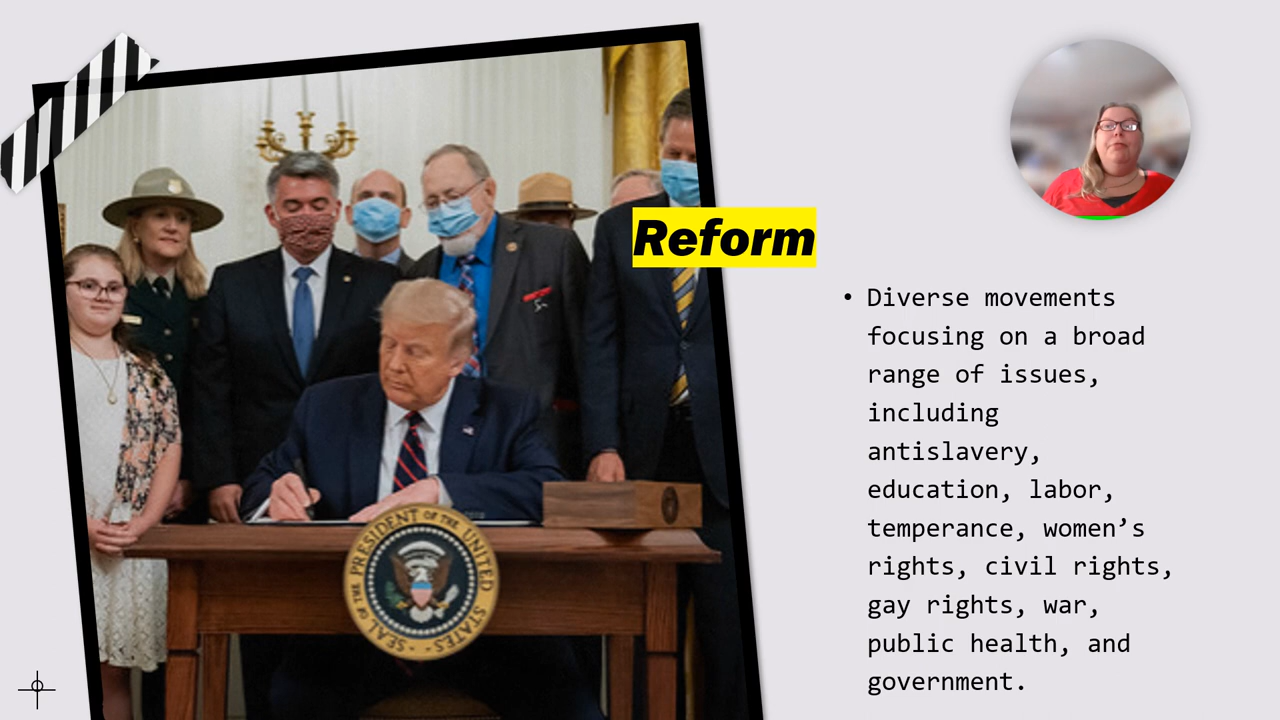 Reform
• Diverse movements
focusing on a broad
range of issues,
including
antislavery,
education, labor,
temperance, women’s
rights, civil rights,
gay rights, war,
public health, and
government.
SEAL OF THE PRESIDENT OF THE UNITED STATES